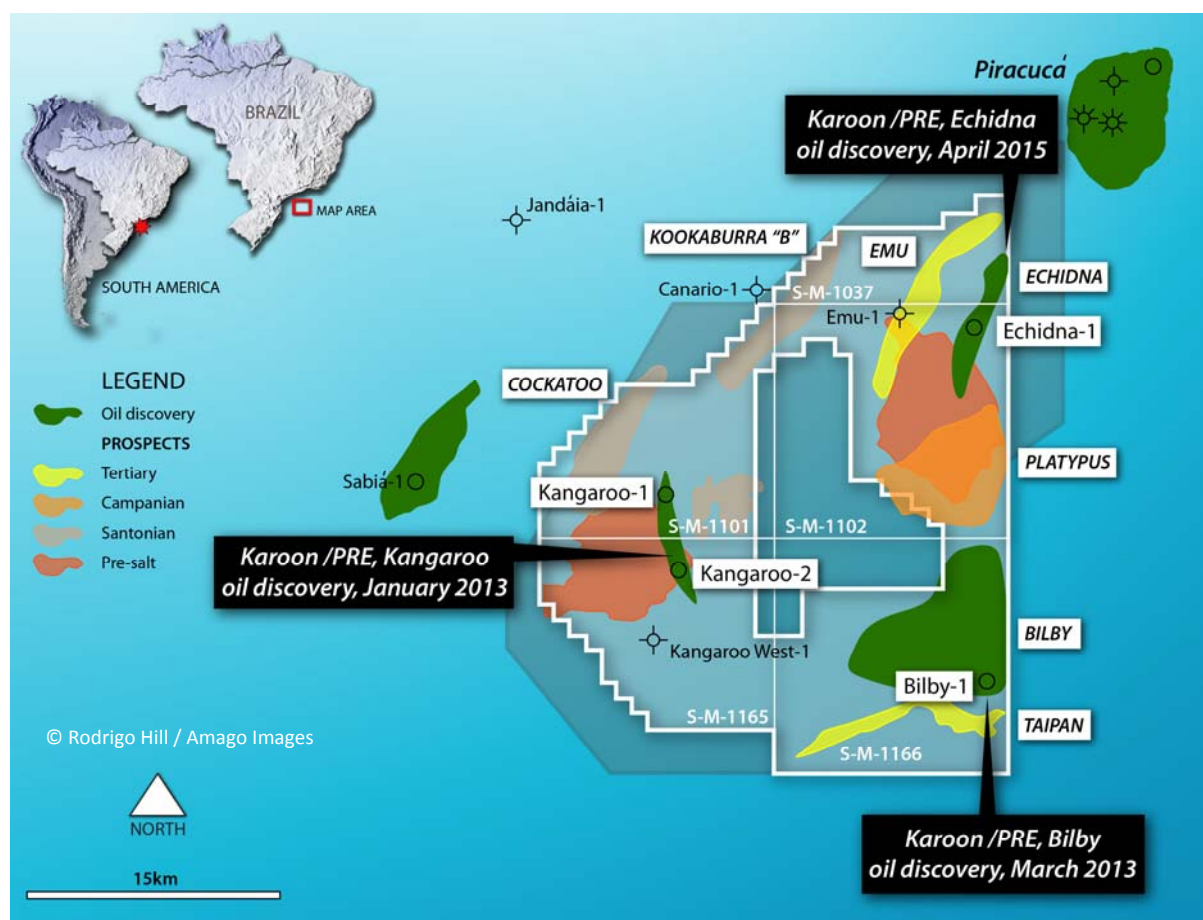 BRAZIL
MAP AREA
SOUTH AMERICA
LEGEND
Oil discovery
PROSPECTS
Tertiary
Campanian
Santonian
Pre-salt
Piracucá
Karoon /PRE, Echidna
oil discovery, April 2015
Jandáia-1
KOOKABURRA "B"
EMU
ECHIDNA
Canario-1
S-M-1037
Emu-1
Echidna-1
COCKATOO
PLATYPUS
Sabiá-1
Kangaroo-1
S-M-1101
S-M-1102
Karoon /PRE, Kangaroo
oil discovery, January 2013
Kangaroo-2
BILBY
Kangaroo West-1
Bilby-1
S-M-1165
TAIPAN
S-M-1166
© Rodrigo Hill / Amago Images
NORTH
15km
Karoon /PRE, Bilby
oil discovery, March 2013